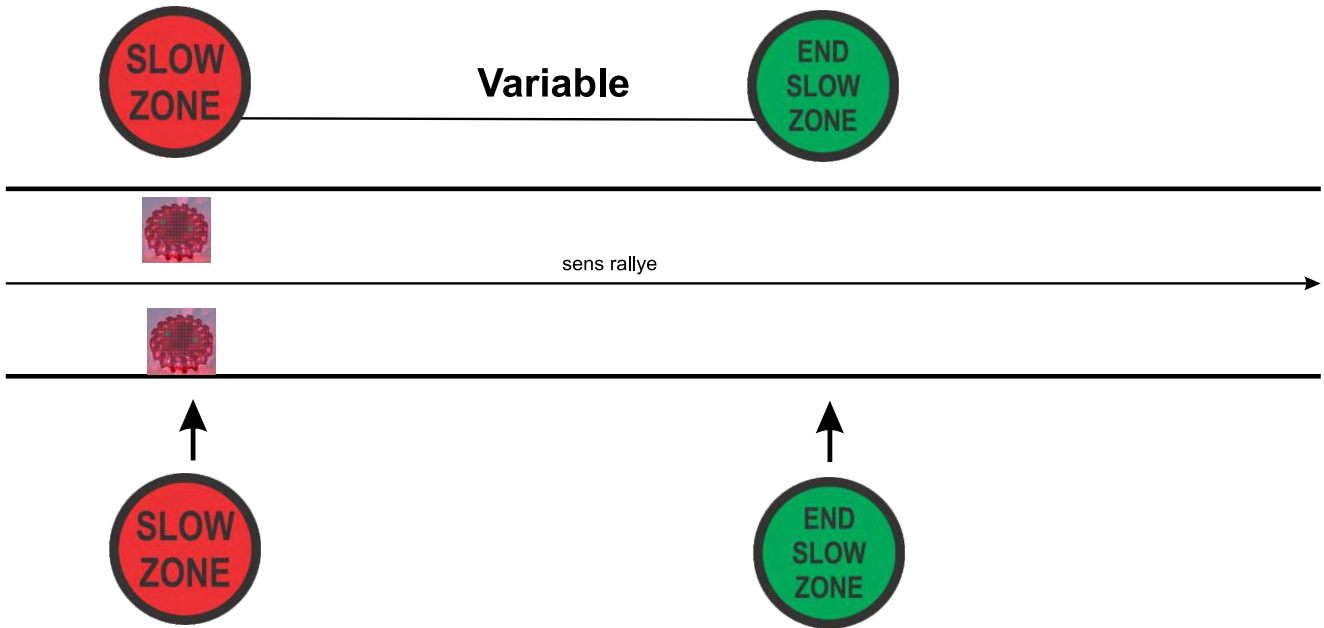 SLOW
ZONE
Variable
END
SLOW
ZONE
sens rallye
SLOW
ZONE
END
SLOW
ZONE